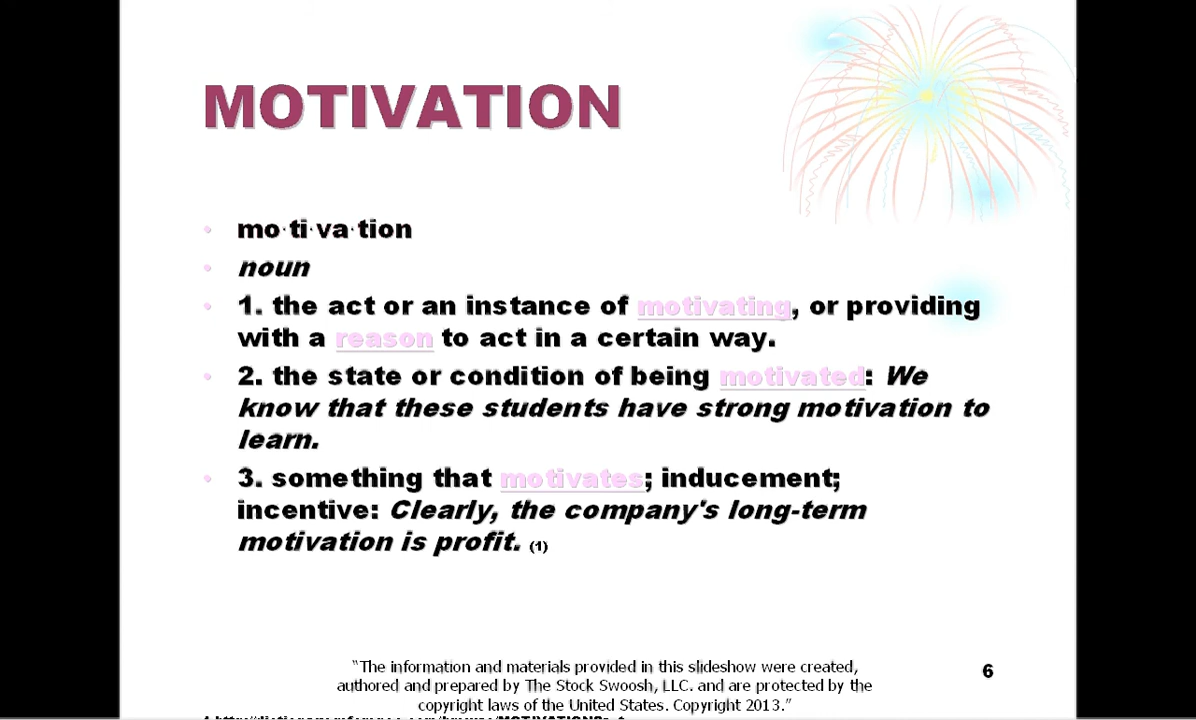 MOTIVATION
mo·ti·va·tion
noun
1. the act or an instance of motivating, or providing
with a reason to act in a certain way.
2. the state or condition of being motivated: We
know that these students have strong motivation to
learn.
3. something that motivates; inducement;
incentive: Clearly, the company's long-term
motivation is profit. (1)
"The information and materials provided in this slideshow were created,
authored and prepared by The Stock Swoosh, LLC. and are protected by the
copyright laws of the United States. Copyright 2013."
6